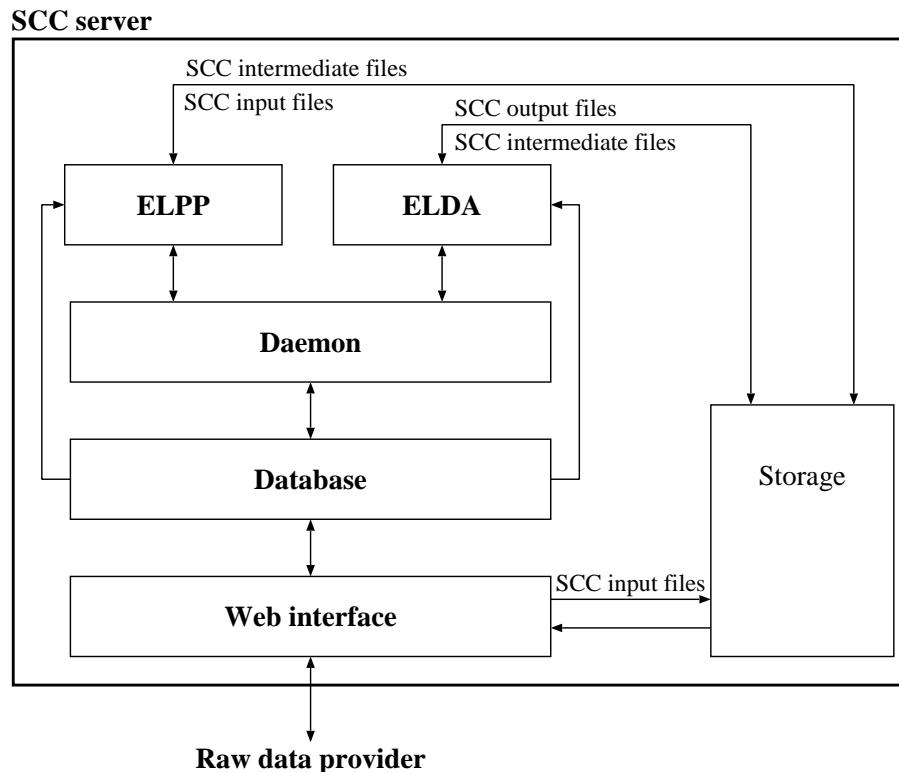 SCC server
SCC intermediate files
SCC input files
SCC output files
SCC intermediate files
ELPP
ELDA
Daemon
Database
Storage
Web interface
SCC input files
Raw data provider